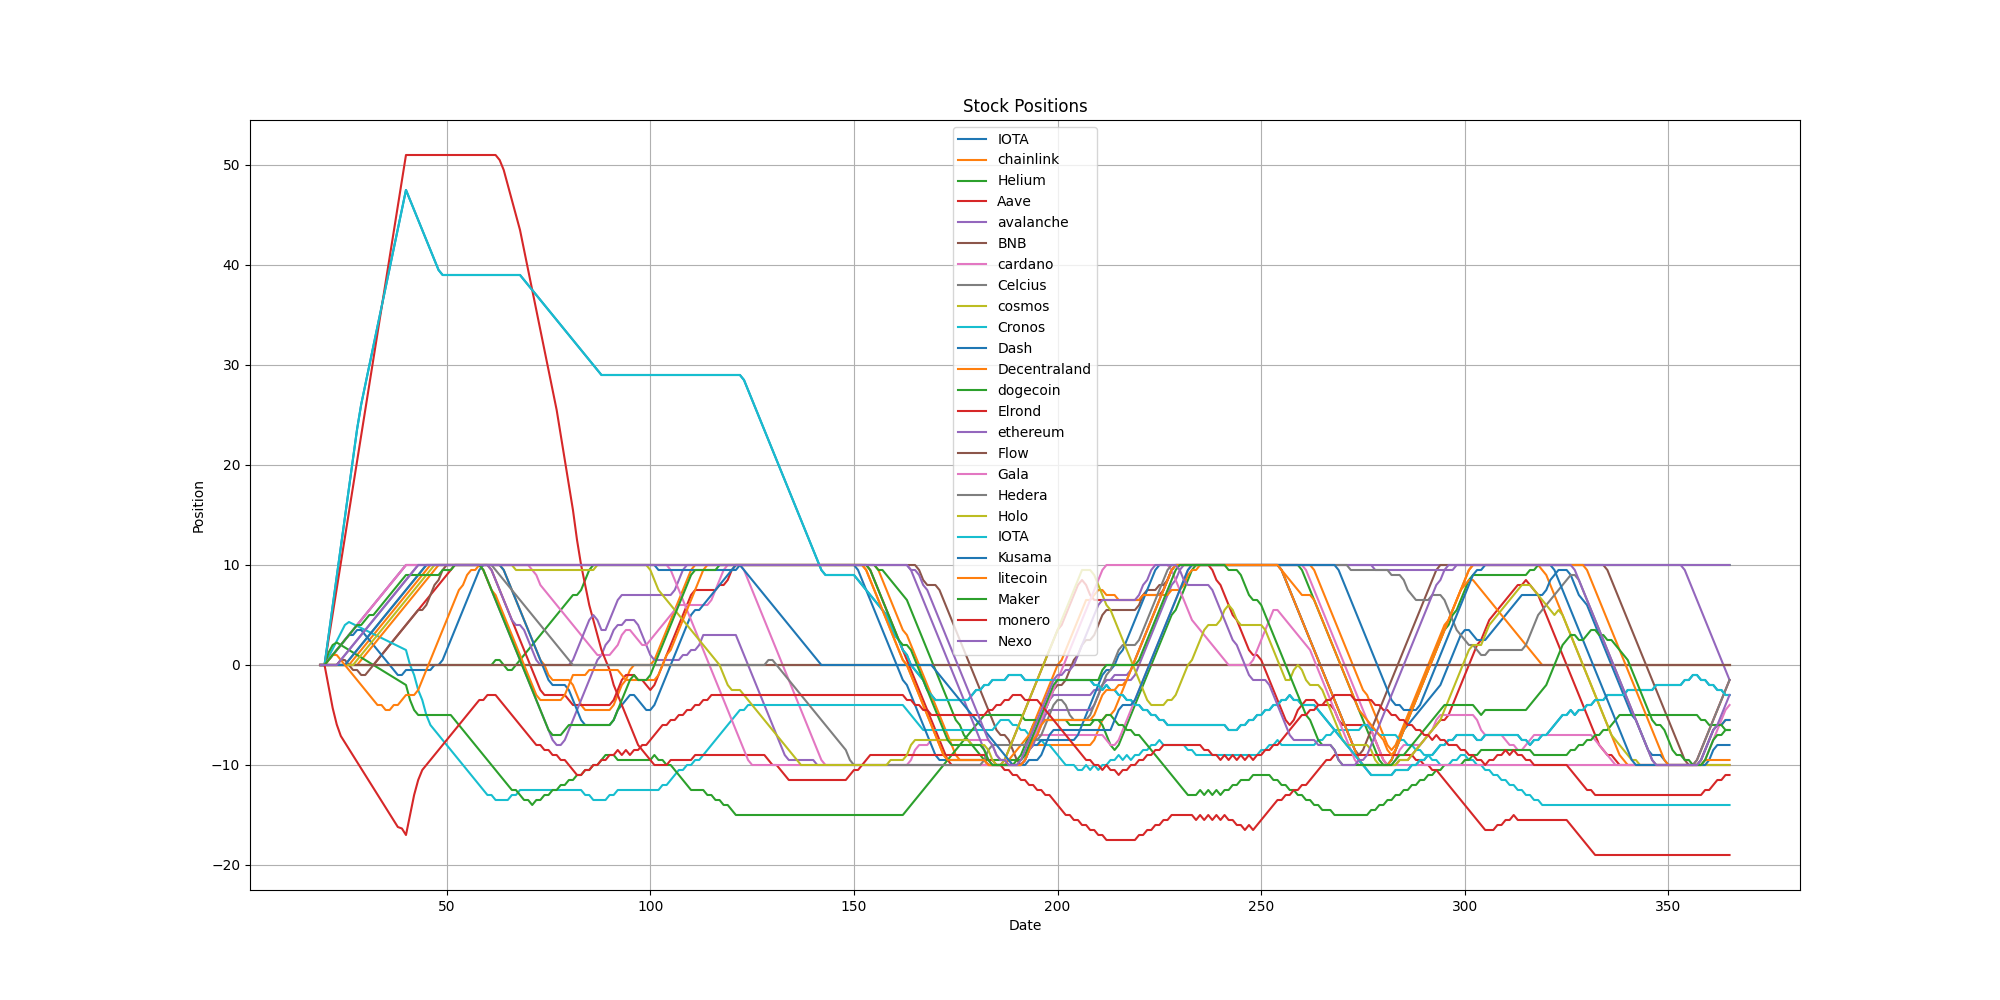 Stock Positions
IOTA
chainlink
Helium
Aave
avalanche
BNB
cardano
Celcius
cosmos
Cronos
Dash
Decentraland
dogecoin
Elrond
ethereum
Flow
Gala
Hedera
Holo
IOTA
Kusama
litecoin
Maker
monero
Nexo
50
40
30
20
10
0
−10
−20
Position
50 100 150 200 250 300 350
Date